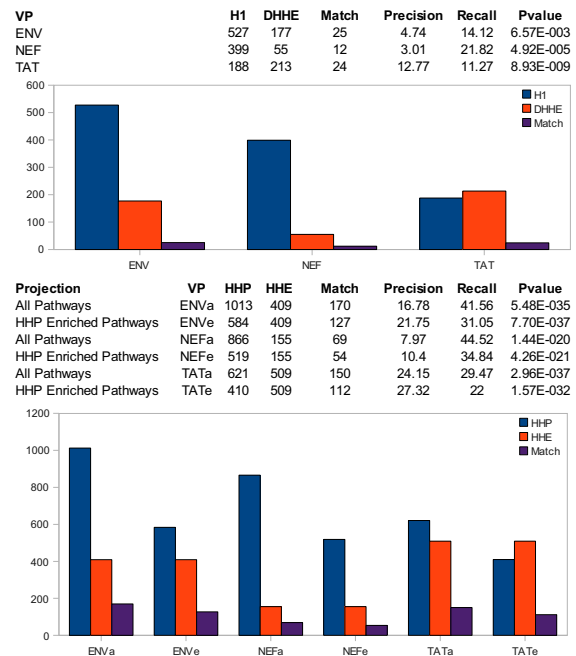 VP H1 DHHE Match Precision Recall Pvalue
ENV 527 177 25 4.74 14.12 6.57E-003
NEF 399 55 12 3.01 21.82 4.92E-005
TAT 188 213 24 12.77 11.27 8.93E-009
600
500
400
300
200
100
0
H1
DHHE
Match
ENV NEF TAT
Projection VP HHP HHE Match Precision Recall Pvalue
All Pathways ENVa 1013 409 170 16.78 41.56 5.48E-035
HHP Enriched Pathways ENVe 584 409 127 21.75 31.05 7.70E-037
All Pathways NEFa 866 155 69 7.97 44.52 1.44E-020
HHP Enriched Pathways NEFe 519 155 54 10.4 34.84 4.26E-021
All Pathways TATa 621 509 150 24.15 29.47 2.96E-037
HHP Enriched Pathways TATe 410 509 112 27.32 22 1.57E-032
1200
1000
800
600
400
200
0
HHP
HHE
Match
ENVa ENVe NEFa NEFe TATa TATe